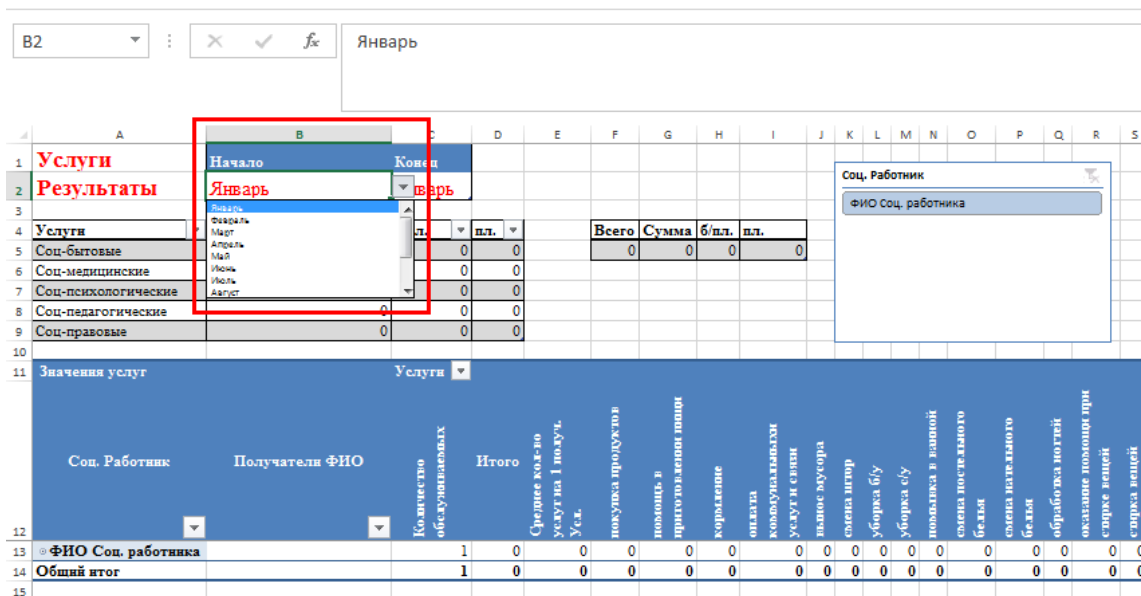 B2 fx Январь
A B C D E F G H I J K L M N O P Q R S
1 Услуги Начало Конец
2 Результаты Январь
Январь
Февраль
Март
Апрель
Май
Июнь
Июль
Август
Соц. Работник
ФИО Соц. работника
3
4 Услуги пл. Всего Сумма б/пл. пл.
5 Соц-бытовые 0 0 0 0 0 0
6 Соц-медицинские 0 0
7 Соц-психологические 0 0
8 Соц-педагогические 0 0 0
9 Соц-правовые 0 0 0
10
11 Значения услуг Услуги
12 Соц. Работник Получатели ФИО
Количество
обслуживаемых
Итого
Среднее кол-во
услуг на 1 получ.
Усл.
покупка продуктов
помощь в
приготовлении пищи
кормление
оплата
коммунальныхи
услуг и связи
вынос мусора
смена штор
уборка б/у
уборка с/у
помывка в ванной
смена постельного
белья
смена нательного
белья
обработка ногтей
оказание помощи при
стирке вещей
стирка вещей
13 ФИО Соц. работника 1 0 0 0 0 0 0 0 0 0 0 0 0 0 0 0 0
14 Общий итог 1 0 0 0 0 0 0 0 0 0 0 0 0 0 0 0 0
15